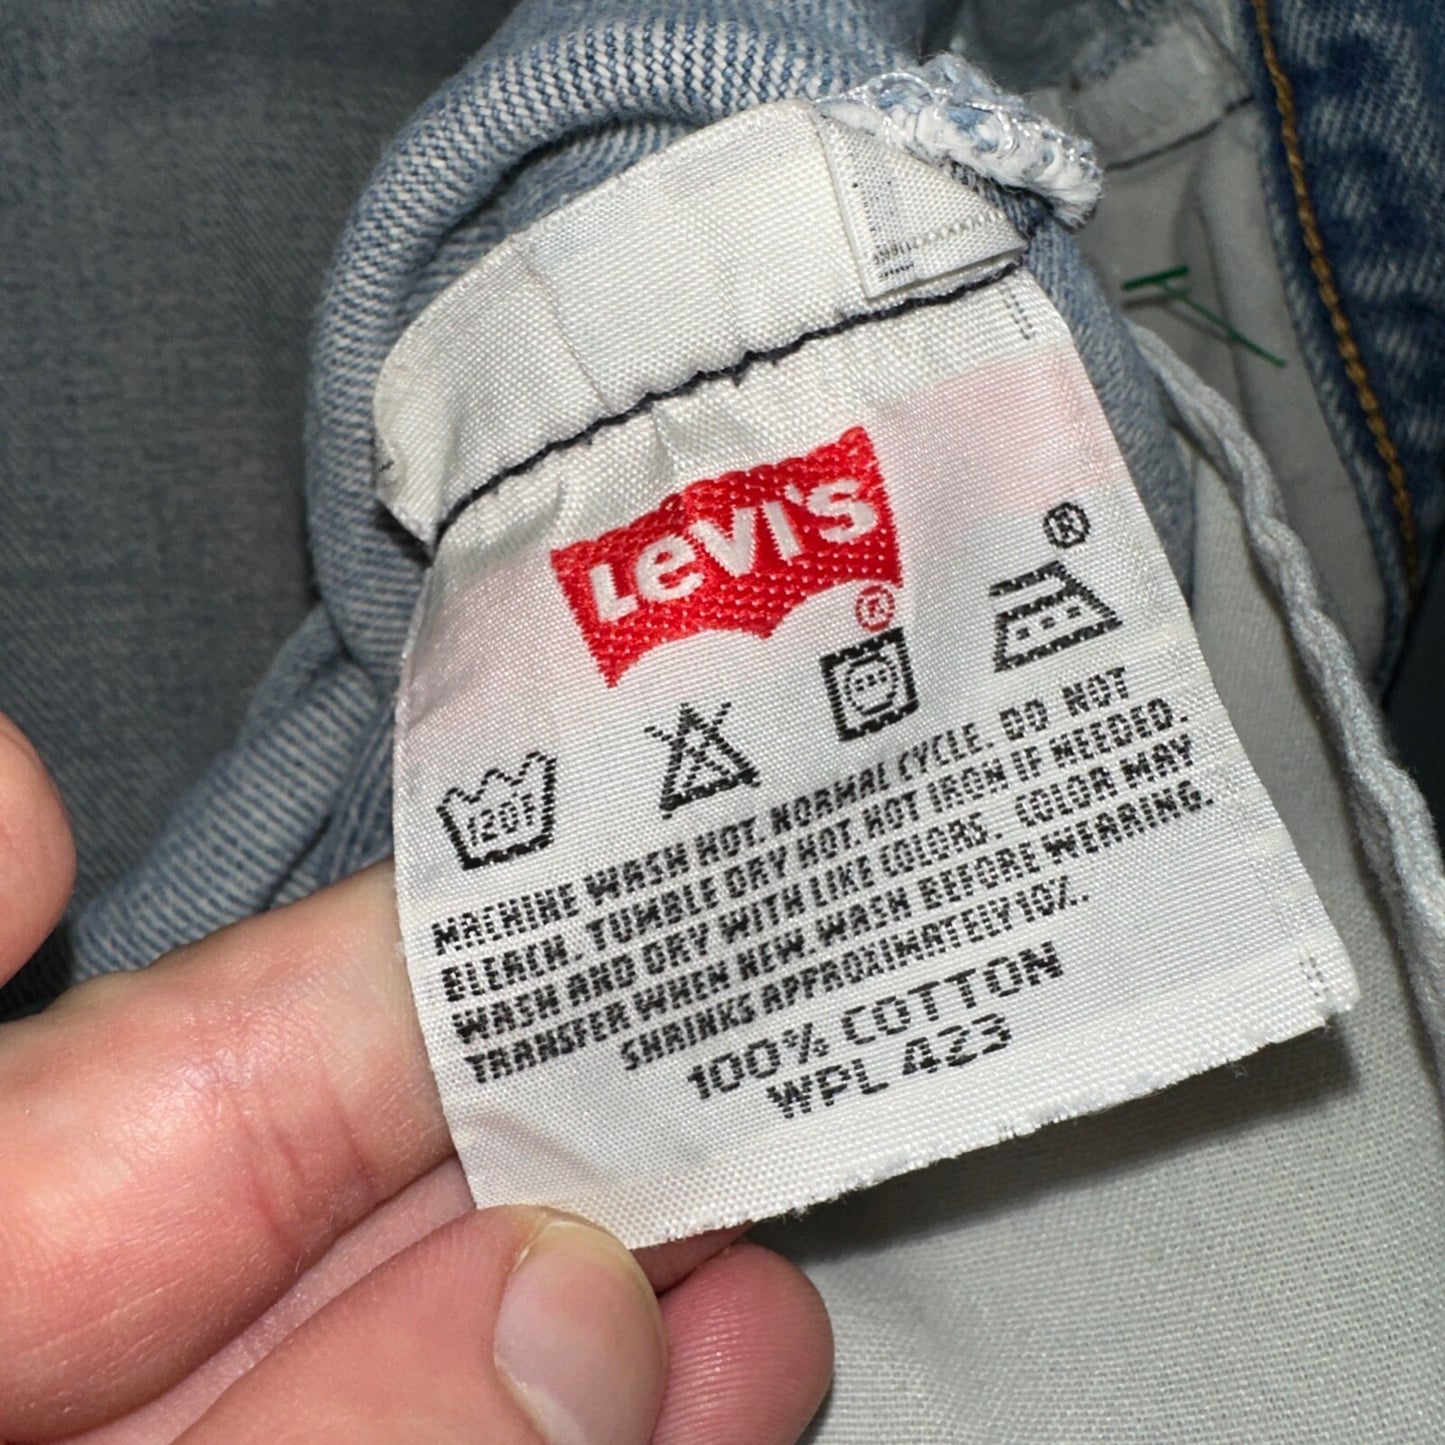 LEVI'S
®
®
120F
MACHINE WASH HOT. NORMAL CYCLE. DO NOT
BLEACH. TUMBLE DRY HOT. HOT IRON IF NEEDED.
WASH AND DRY WITH LIKE COLORS. COLOR MAY
TRANSFER WHEN NEW. WASH BEFORE WEARING.
SHRINKS APPROXIMATELY 10%.
100% COTTON
WPL 423